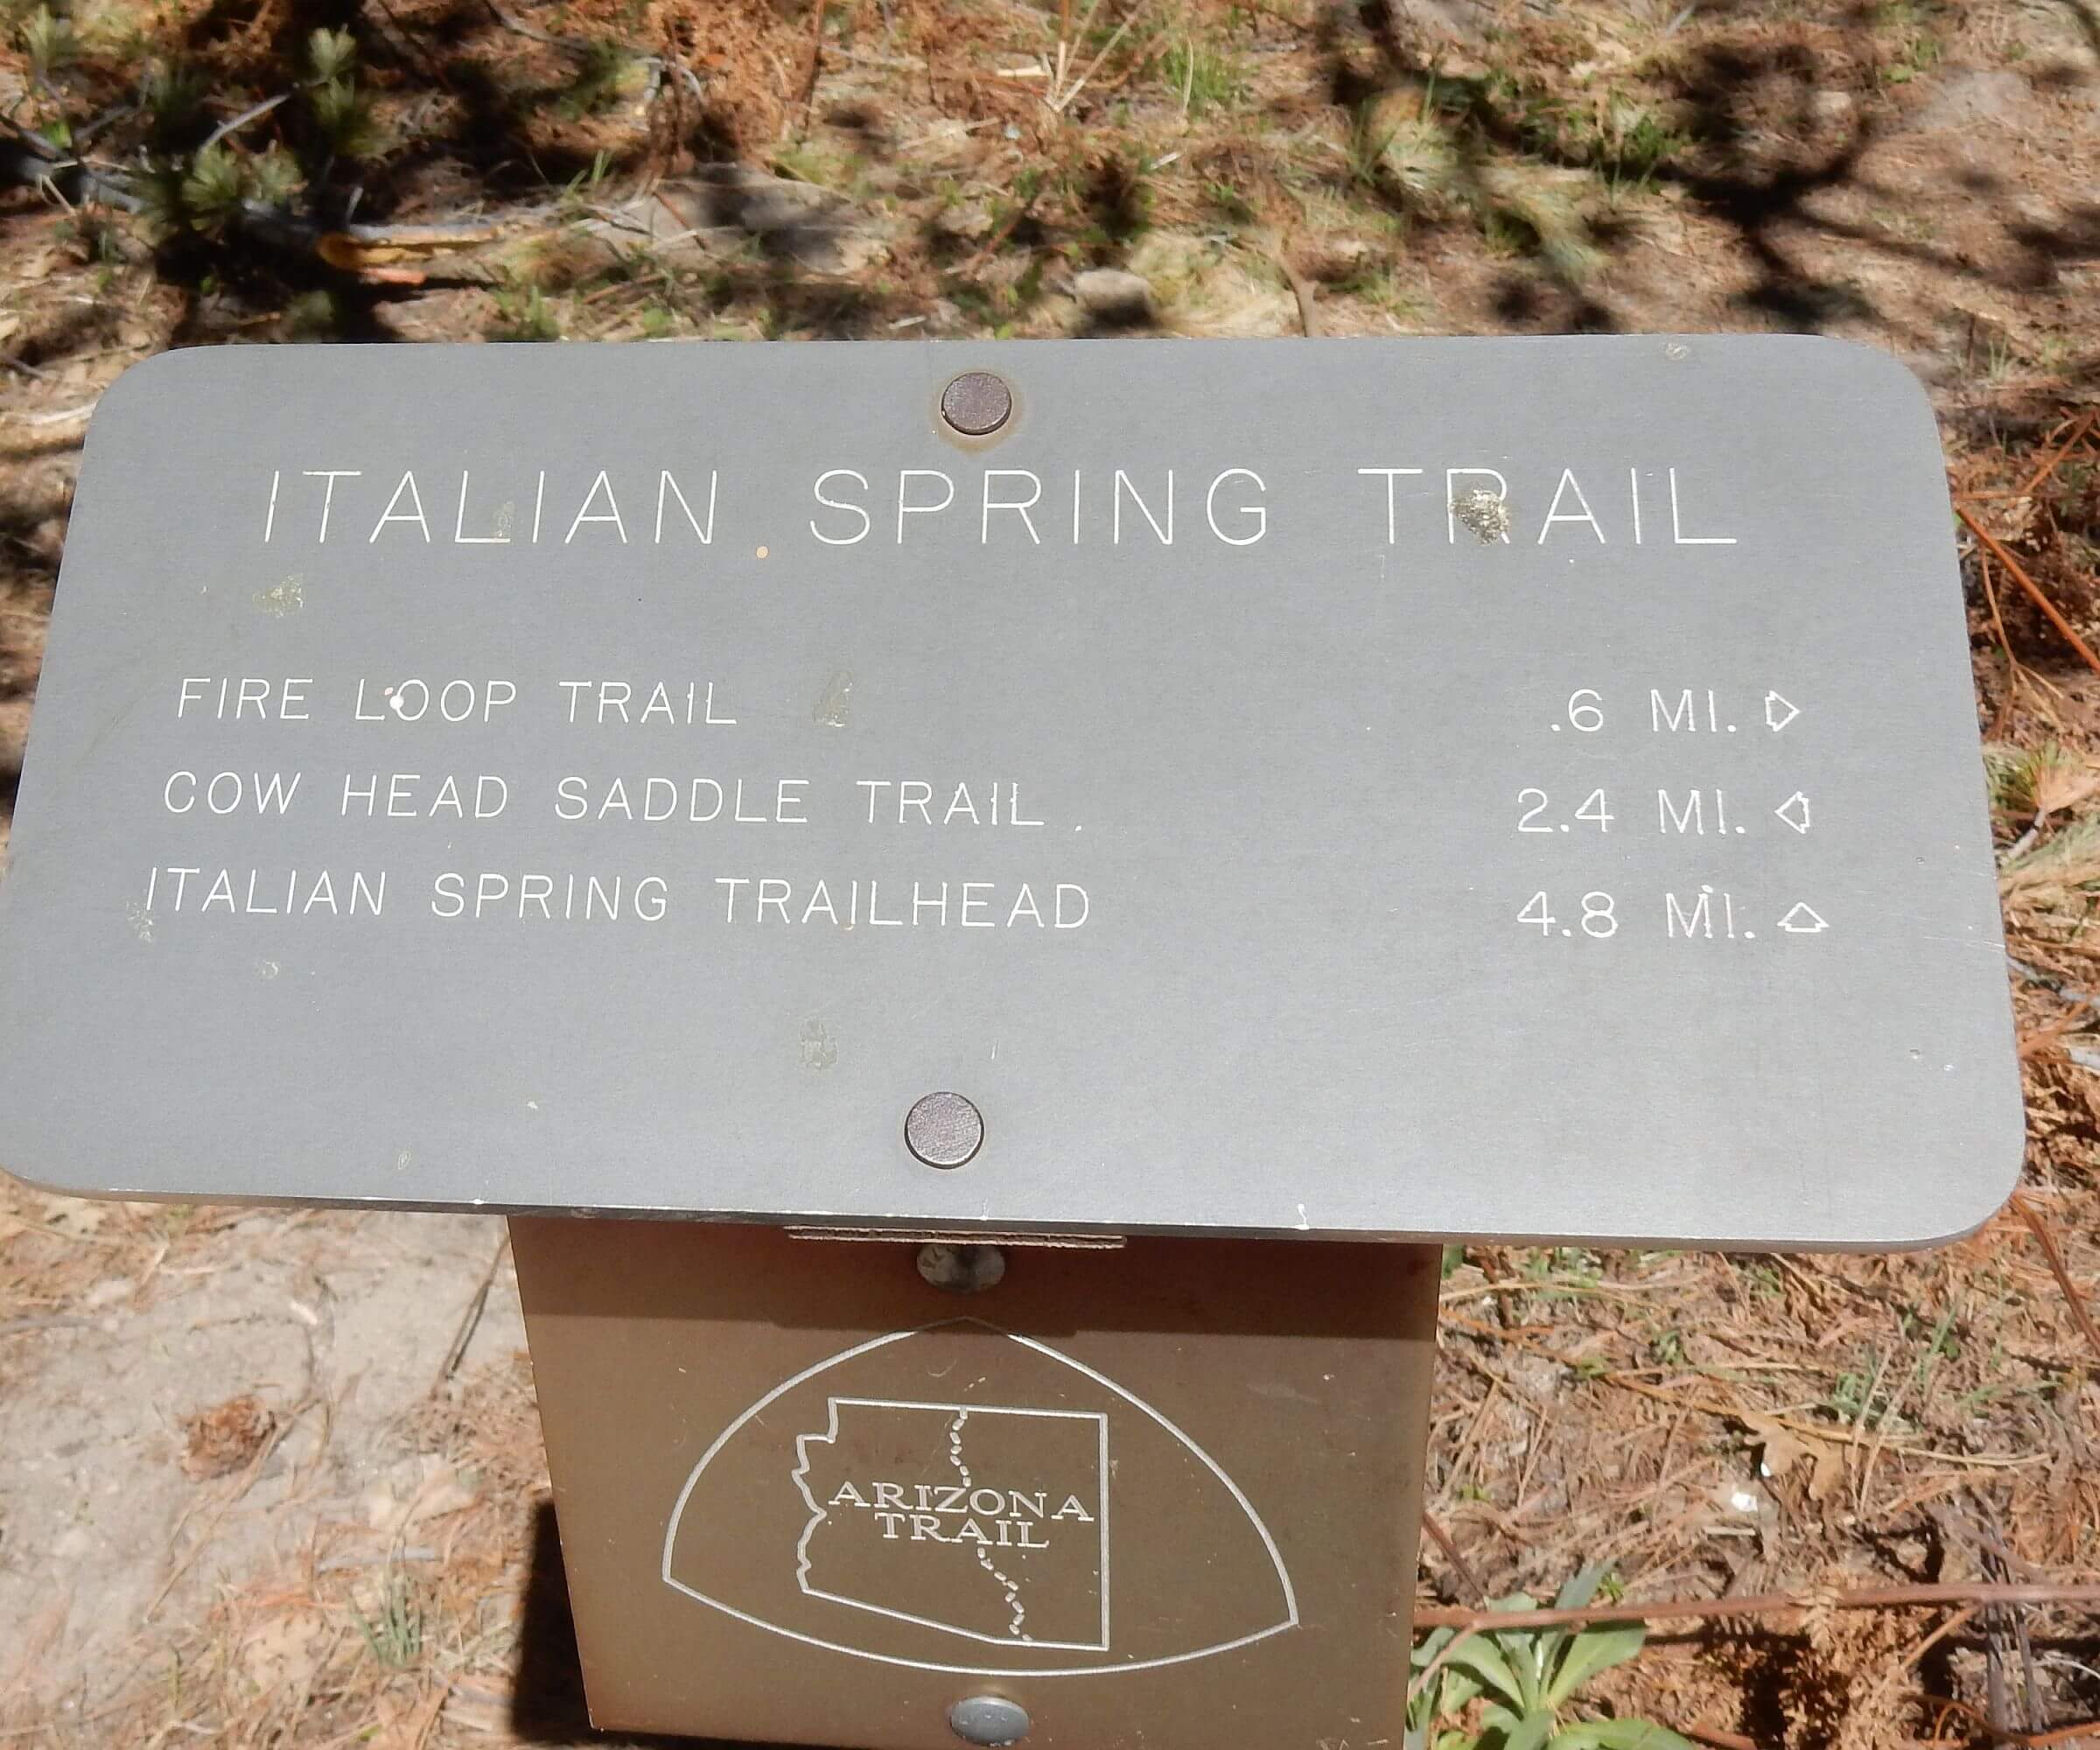 ITALIAN SPRING TRAIL
FIRE LOOP TRAIL .6 MI.
COW HEAD SADDLE TRAIL 2.4 MI.
ITALIAN SPRING TRAILHEAD 4.8 MI.
ARIZONA
TRAIL